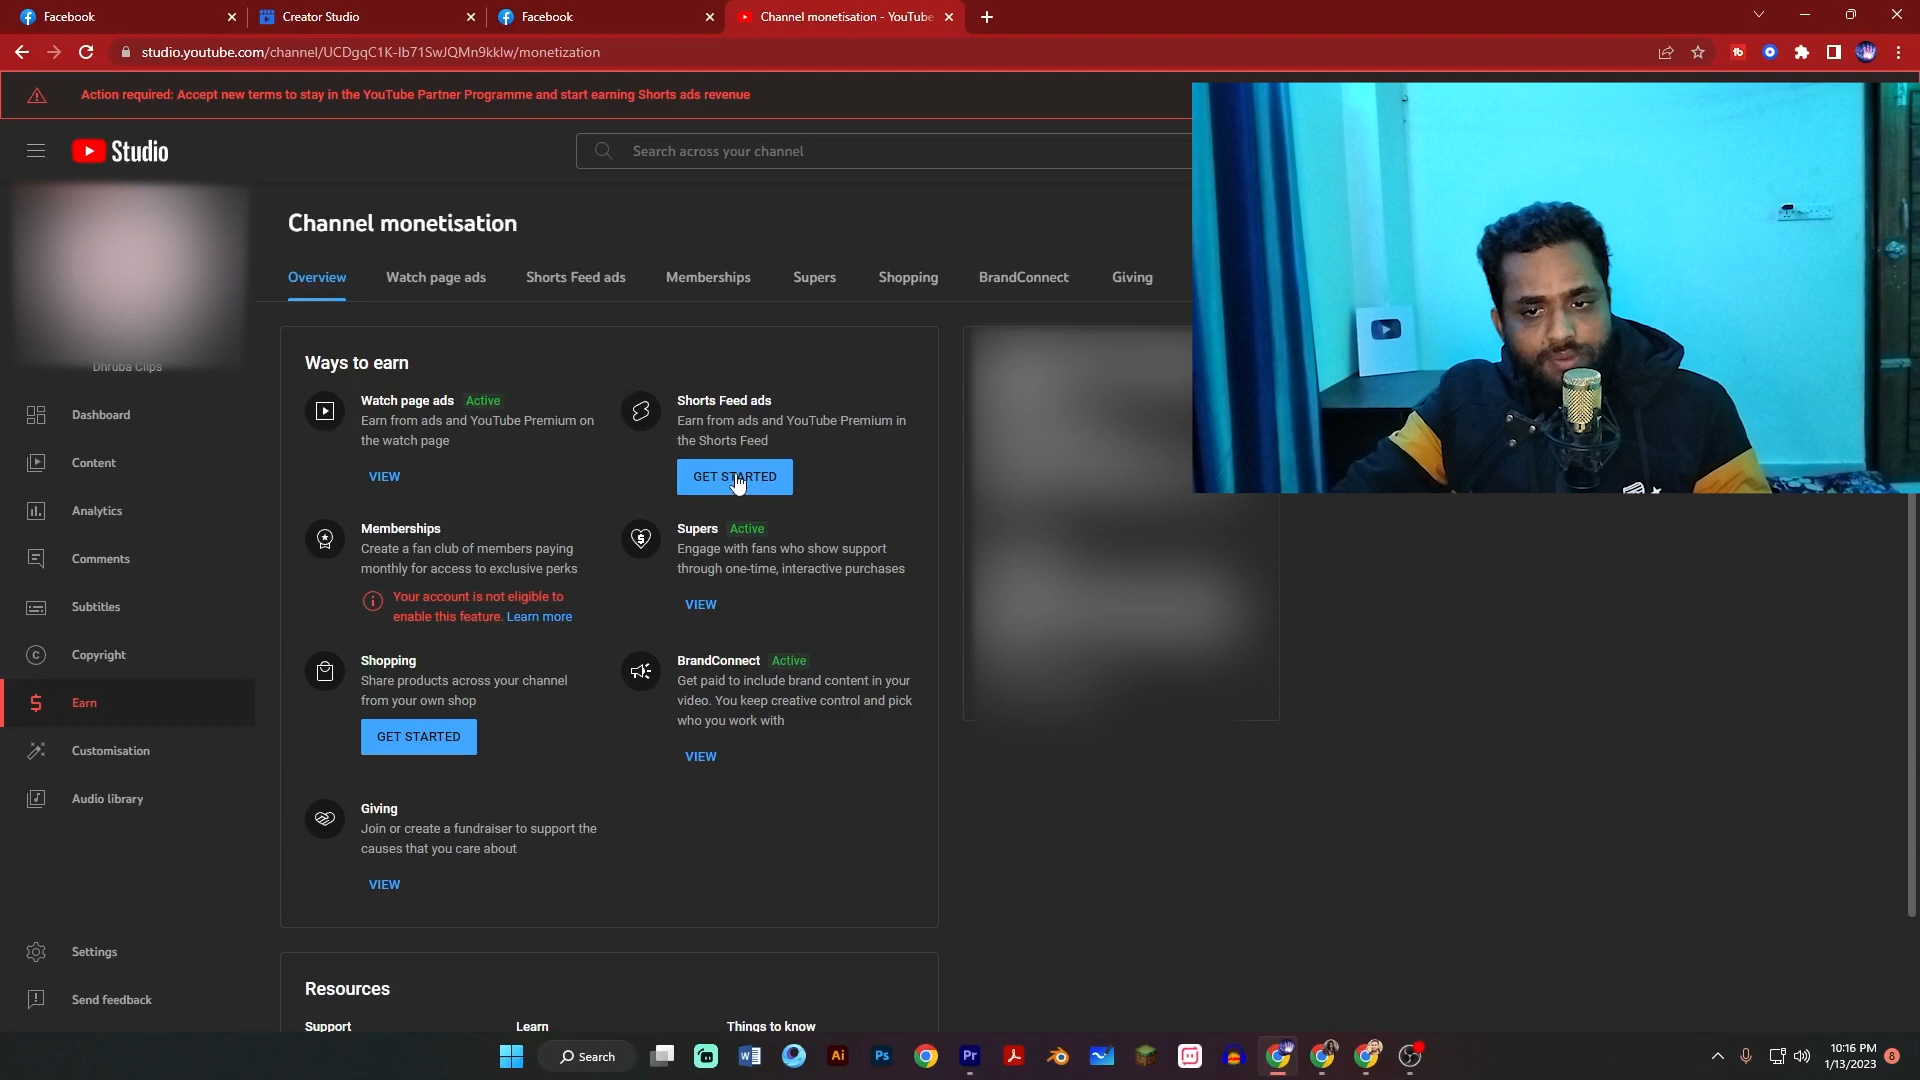 Facebook
Creator Studio
Facebook
Channel monetisation - YouTube
studio.youtube.com/channel/UCDgqC1K-Ib71SwJQMn9kklw/monetization
Action required: Accept new terms to stay in the YouTube Partner Programme and start earning Shorts ads revenue
Studio
Search across your channel
Dhruba Clips
Dashboard
Content
Analytics
Comments
Subtitles
Copyright
Earn
Customisation
Audio library
Settings
Send feedback
Channel monetisation
Overview
Watch page ads
Shorts Feed ads
Memberships
Supers
Shopping
BrandConnect
Giving
Ways to earn
Watch page ads Active
Earn from ads and YouTube Premium on
the watch page
VIEW
Shorts Feed ads
Earn from ads and YouTube Premium in
the Shorts Feed
GET STARTED
Memberships
Create a fan club of members paying
monthly for access to exclusive perks
Your account is not eligible to
enable this feature. Learn more
Supers Active
Engage with fans who show support
through one-time, interactive purchases
VIEW
Shopping
Share products across your channel
from your own shop
GET STARTED
BrandConnect Active
Get paid to include brand content in your
video. You keep creative control and pick
who you work with
VIEW
Giving
Join or create a fundraiser to support the
causes that you care about
VIEW
Resources
Support
Learn
Things to know
Search
10:16 PM
1/13/2023
8